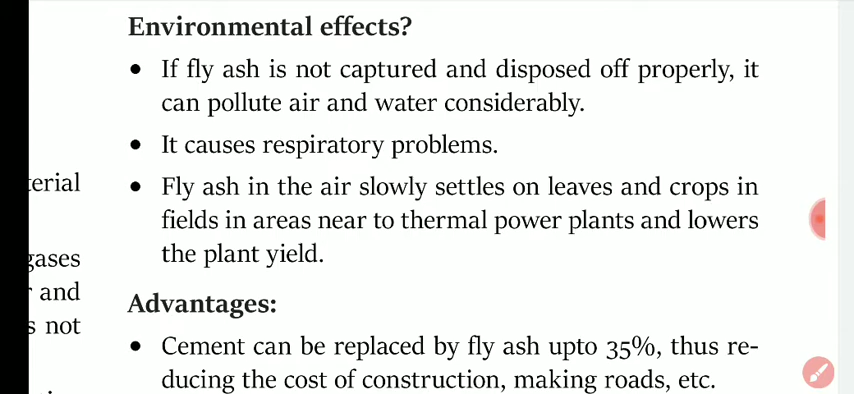 Environmental effects?
• If fly ash is not captured and disposed off properly, it
can pollute air and water considerably.
• It causes respiratory problems.
• Fly ash in the air slowly settles on leaves and crops in
fields in areas near to thermal power plants and lowers
the plant yield.
Advantages:
• Cement can be replaced by fly ash upto 35%, thus re-
ducing the cost of construction, making roads, etc.
terial
gases
and
s not